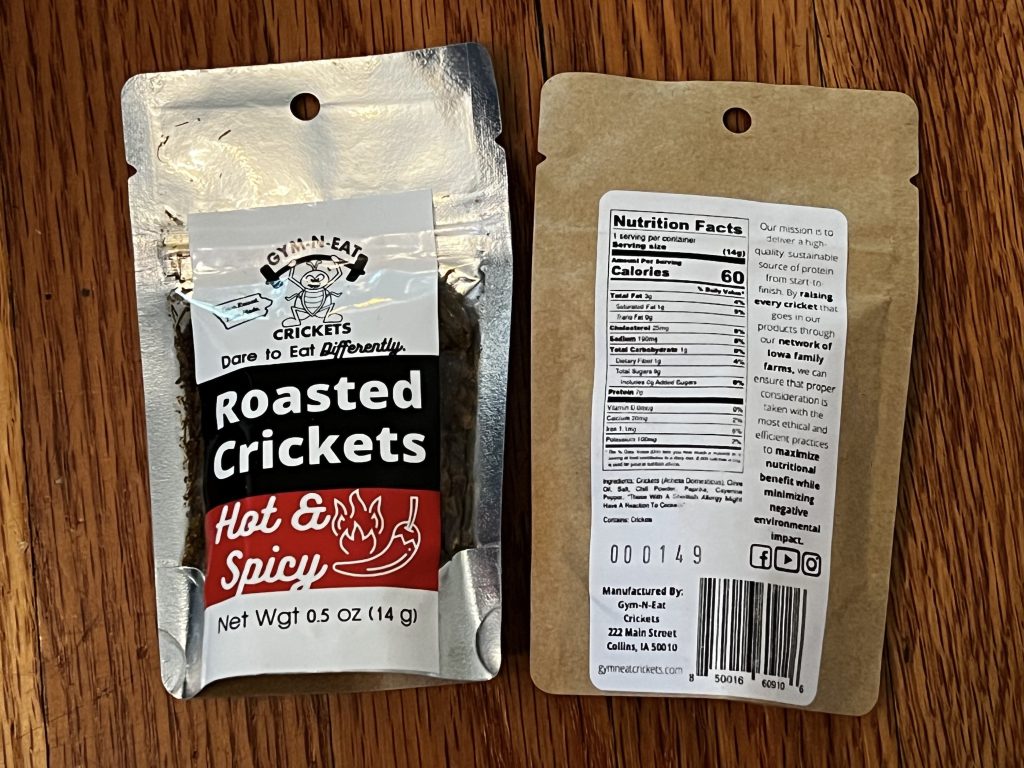 GYM-N-EAT
CRICKETS
Dare to Eat Differently.
Roasted
Crickets
Hot &
Spicy
Net Wgt 0.5 oz (14 g)
Nutrition Facts
1 serving per container
Serving size (14g)
Amount Per Serving
Calories 60
% Daily Value*
Total Fat 3g 4%
Saturated Fat 1g
Trans Fat 0g
Cholesterol 25mg
Sodium 190mg
Total Carbohydrate 1g 0%
Dietary Fiber 1g 4%
Total Sugars 0g
Includes 0g Added Sugars 0%
Protein 7g
Vitamin D 0mcg 0%
Calcium 20mg 2%
Iron 1.1mg 6%
Potassium 100mg 2%
Ingredients: Crickets (Acheta Domesticus), Olive
Oil, Salt, Chili Powder, Paprika, Cayenne
Pepper. "Those With A Shellfish Allergy Might
Have A Reaction To
Contains: Crickets
000149
Manufactured By:
Gym-N-Eat
Crickets
222 Main Street
Collins, IA 50010
gymneatcrickets.com
Our mission is to
deliver a high-
quality, sustainable
source of protein
from start-to-
finish. By raising
every cricket that
goes in our
products through
our network of
Iowa family
farms, we can
ensure that proper
consideration is
taken with the
most ethical and
efficient practices
to maximize
nutritional
benefit while
minimizing
negative
environmental
impact.
8 50016 60910 6